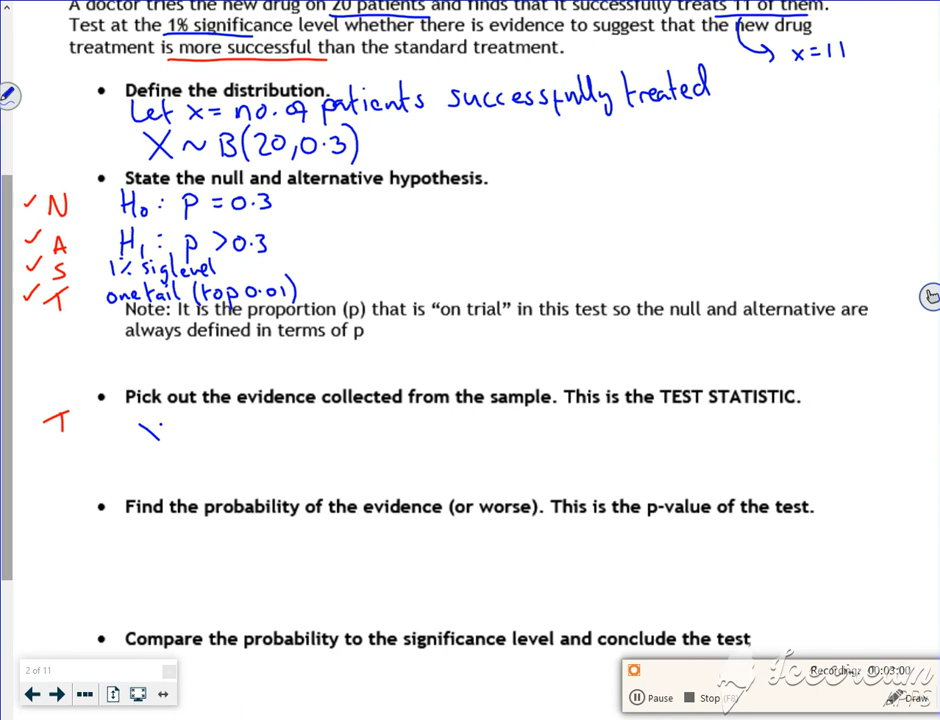 A doctor tries the new drug on 20 patients and finds that it successfully treats 11 of them.
Test at the 1% significance level whether there is evidence to suggest that the new drug
treatment is more successful than the standard treatment.
x=11
• Define the distribution.
Let x = no. of patients successfully treated
X ~ B(20, 0.3)
• State the null and alternative hypothesis.
✓ N H₀ : p = 0.3
✓ A H₁ : p > 0.3
✓ S 1% sig level
✓ T one tail (top 0.01)
Note: It is the proportion (p) that is “on trial” in this test so the null and alternative are
always defined in terms of p
• Pick out the evidence collected from the sample. This is the TEST STATISTIC.
T
• Find the probability of the evidence (or worse). This is the p-value of the test.
• Compare the probability to the significance level and conclude the test
2 of 11
Recording: 00:03:00
Pause Stop (F8) Draw
Icecream
APPS